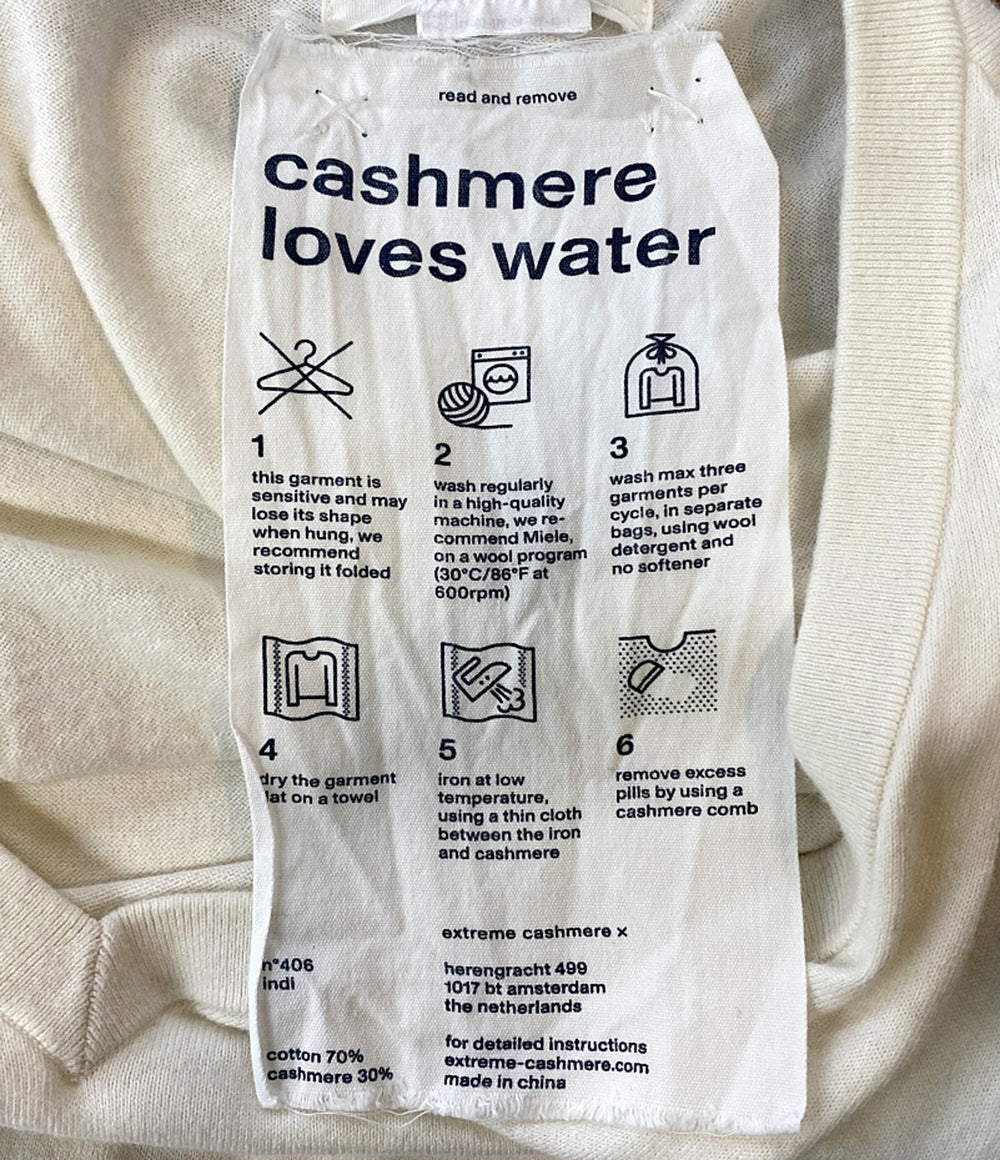 read and remove
cashmere
loves water
1
this garment is
sensitive and may
lose its shape
when hung, we
recommend
storing it folded
2
wash regularly
in a high-quality
machine, we re-
commend Miele,
on a wool program
(30°C/86°F at
600rpm)
3
wash max three
garments per
cycle, in separate
bags, using wool
detergent and
no softener
4
dry the garment
flat on a towel
5
iron at low
temperature,
using a thin cloth
between the iron
and cashmere
6
remove excess
pills by using a
cashmere comb
n°406
indi
cotton 70%
cashmere 30%
extreme cashmere x
herengracht 499
1017 bt amsterdam
the netherlands
for detailed instructions
extreme-cashmere.com
made in china